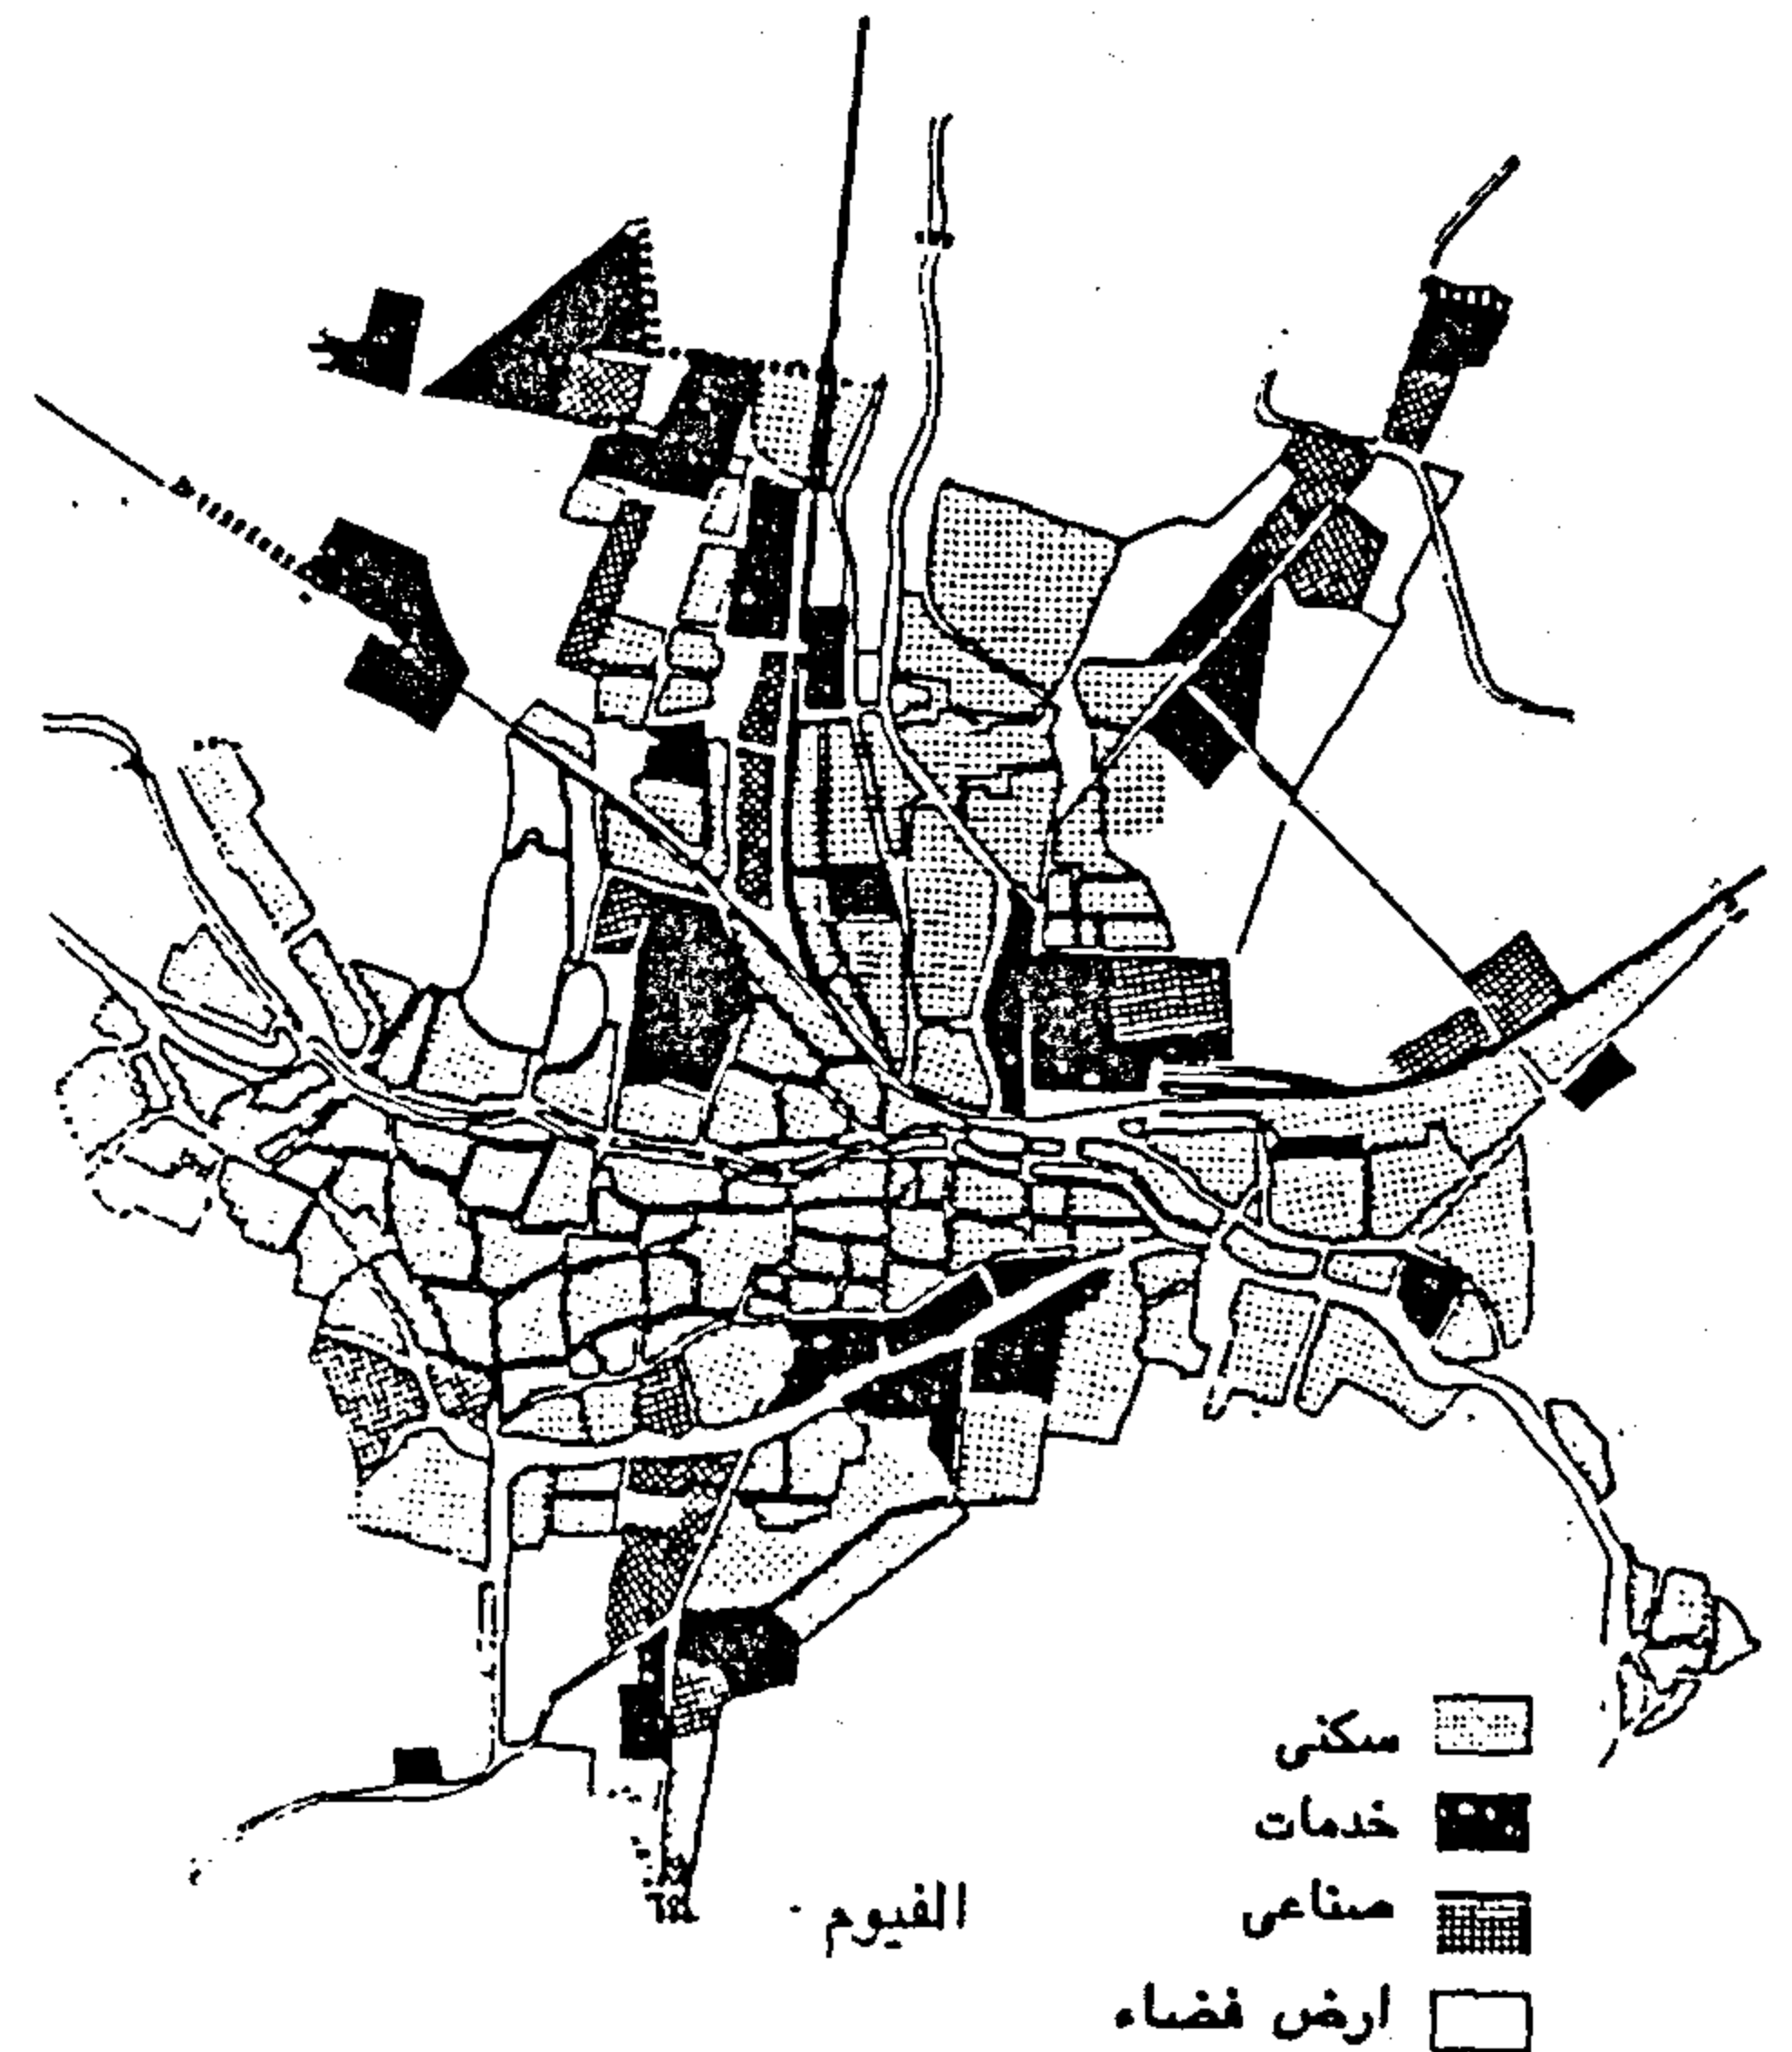 سكنى
خدمات
صناعى
ارض فضاء
الفيوم